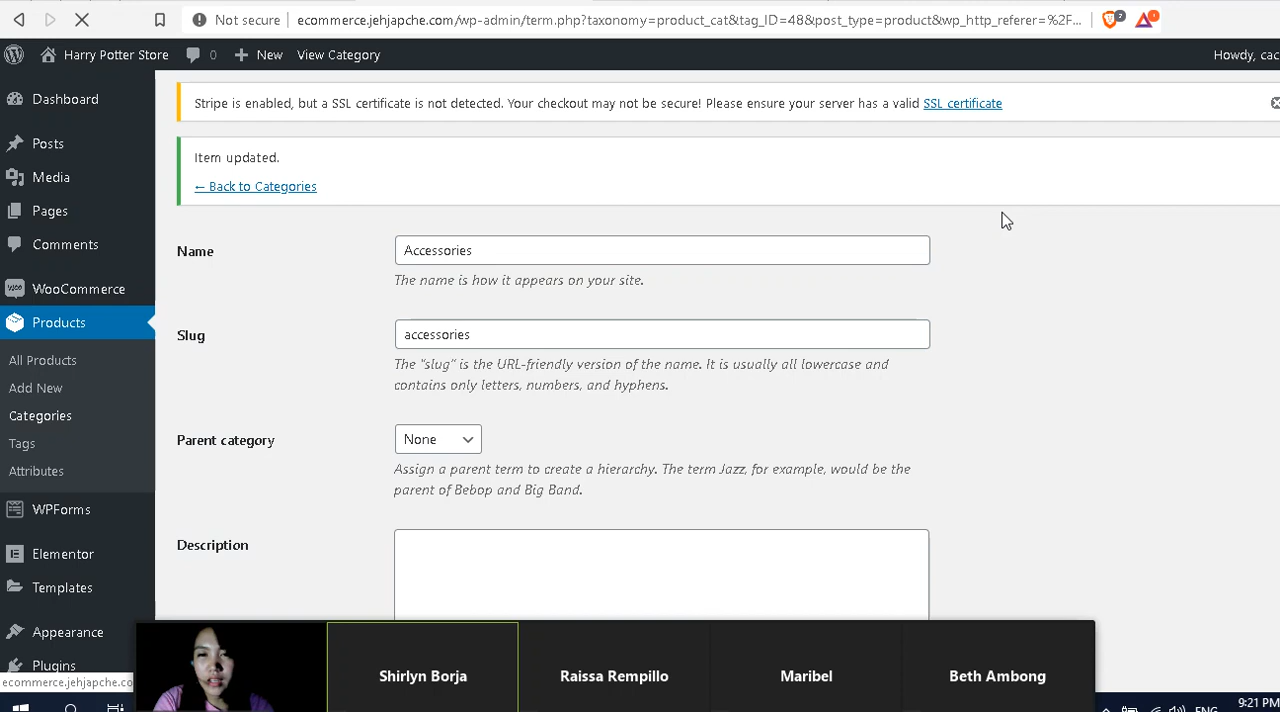 Not secure ecommerce.jehjapche.com/wp-admin/term.php?taxonomy=product_cat&tag_ID=48&post_type=product&wp_http_referer=%2F... 2 1
Harry Potter Store 0 New View Category Howdy, cac
Dashboard
Posts
Media
Pages
Comments
WooCommerce
Products
All Products
Add New
Categories
Tags
Attributes
WPForms
Elementor
Templates
Appearance
Plugins
ecommerce.jehjapche.co
Stripe is enabled, but a SSL certificate is not detected. Your checkout may not be secure! Please ensure your server has a valid SSL certificate
Item updated.
← Back to Categories
Name
Accessories
The name is how it appears on your site.
Slug
accessories
The "slug" is the URL-friendly version of the name. It is usually all lowercase and
contains only letters, numbers, and hyphens.
Parent category
None
Assign a parent term to create a hierarchy. The term Jazz, for example, would be the
parent of Bebop and Big Band.
Description
Shirlyn Borja Raissa Rempillo Maribel Beth Ambong
ENG 9:21 PM